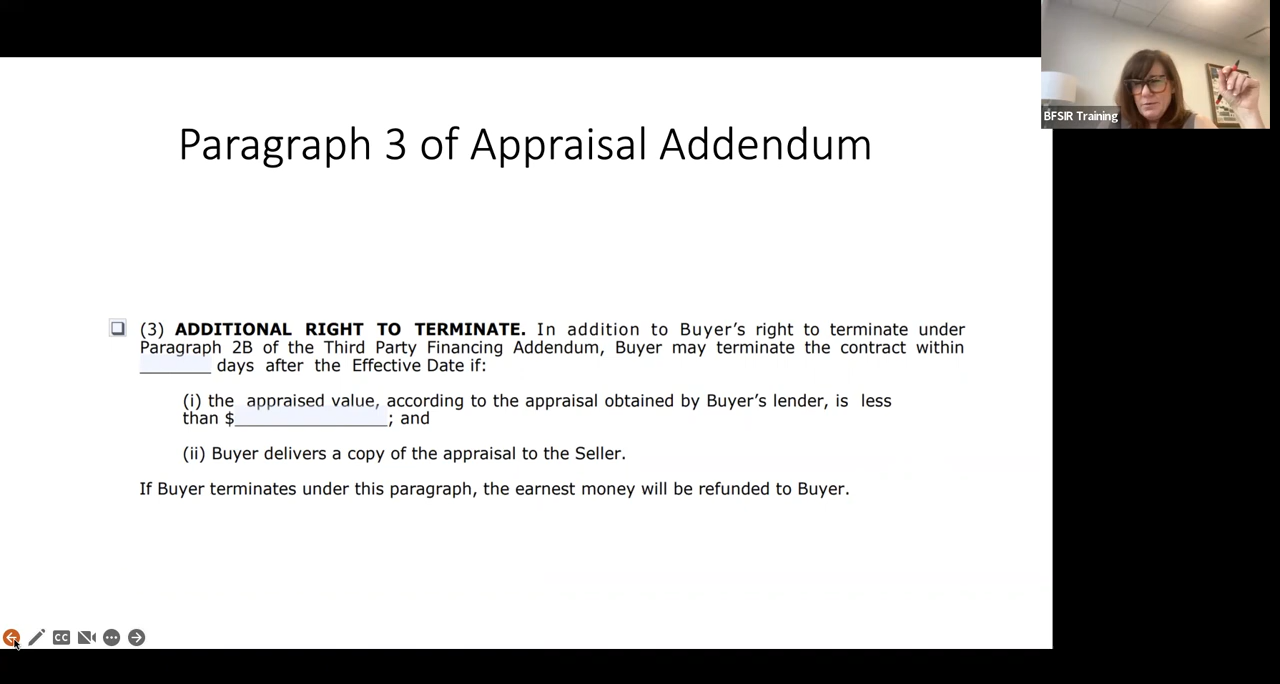 Paragraph 3 of Appraisal Addendum
BFSIR Training
(3) ADDITIONAL RIGHT TO TERMINATE. In addition to Buyer's right to terminate under
Paragraph 2B of the Third Party Financing Addendum, Buyer may terminate the contract within
________ days after the Effective Date if:
(i) the appraised value, according to the appraisal obtained by Buyer's lender, is less
than $_________________; and
(ii) Buyer delivers a copy of the appraisal to the Seller.
If Buyer terminates under this paragraph, the earnest money will be refunded to Buyer.
CC